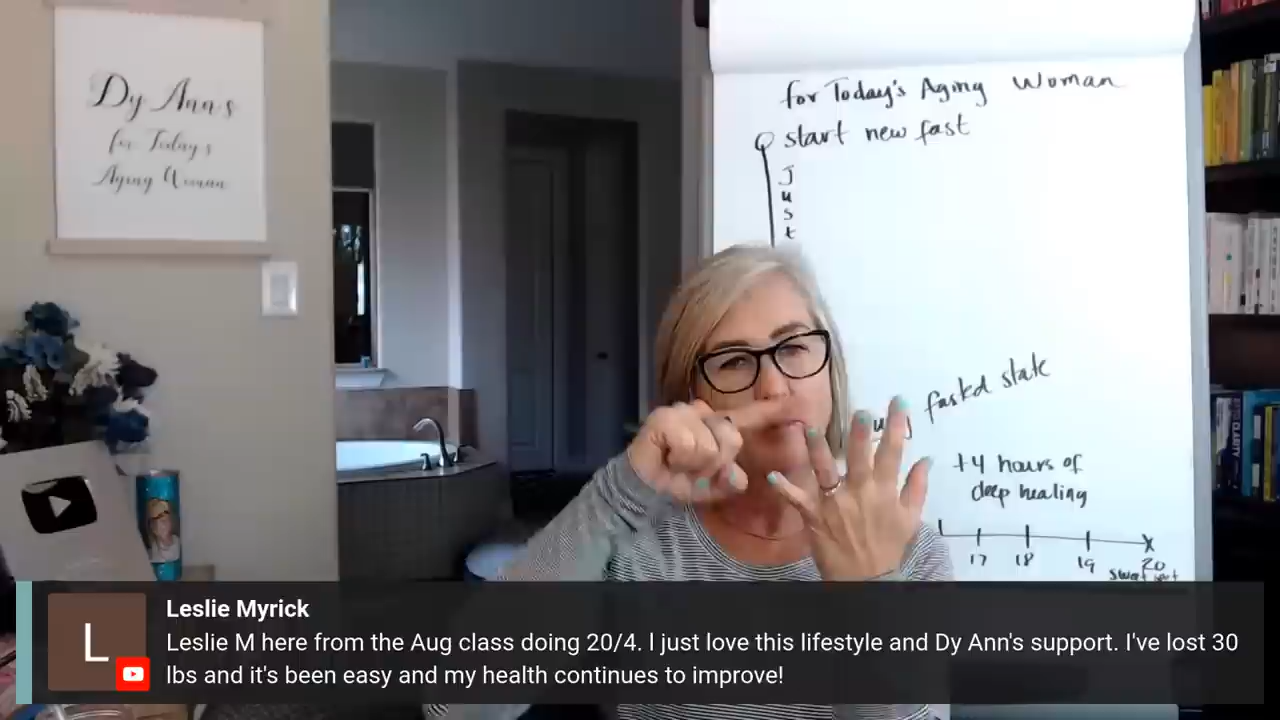 Dy Ann's
for Today's
Aging Woman
for Today's Aging Woman
start new fast
J
u
s
t
fasted state
+4 hours of
deep healing
17 18 19 20
sweet
Leslie Myrick
L
Leslie M here from the Aug class doing 20/4. I just love this lifestyle and Dy Ann's support. I've lost 30
lbs and it's been easy and my health continues to improve!